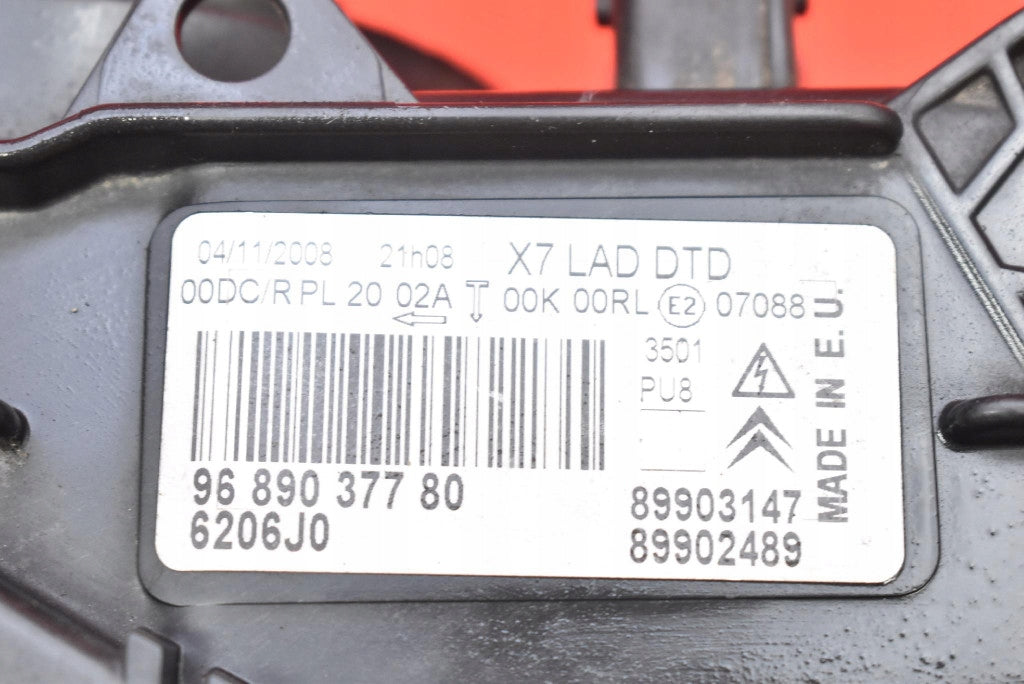 04/11/2008 21h08 X7 LAD DTD
00DC/R PL 20 02A 00K 00RL E2 07088
3501
PU8
MADE IN E.U.
96 890 377 80
6206J0
89903147
89902489